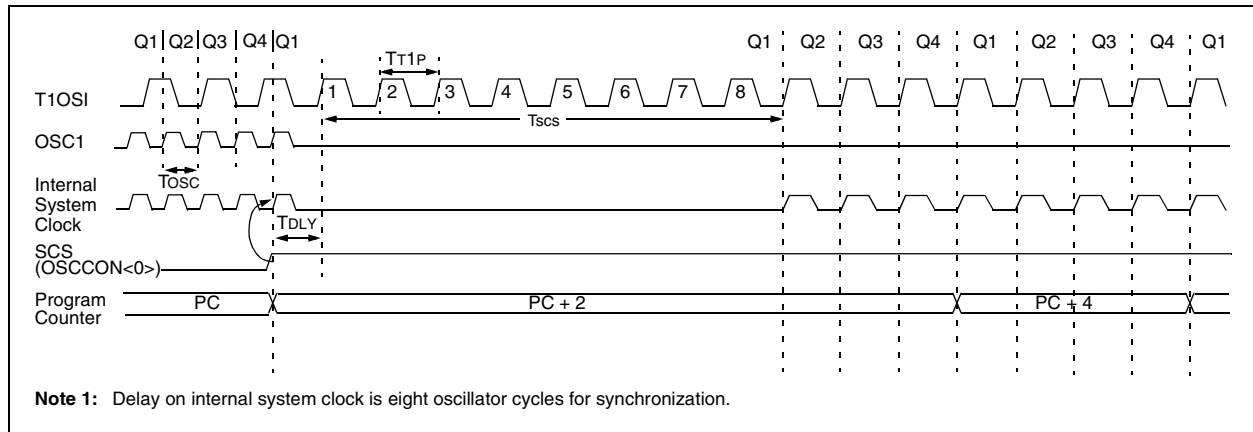 Q1 Q2 Q3 Q4 Q1 Q1 Q2 Q3 Q4 Q1 Q2 Q3 Q4 Q1
TT1P
T1OSI 1 2 3 4 5 6 7 8
TSCS
OSC1
TOSC
Internal
System
Clock
TDLY
SCS
(OSCCON<0>)
Program
Counter
PC PC + 2 PC + 4
Note 1: Delay on internal system clock is eight oscillator cycles for synchronization.